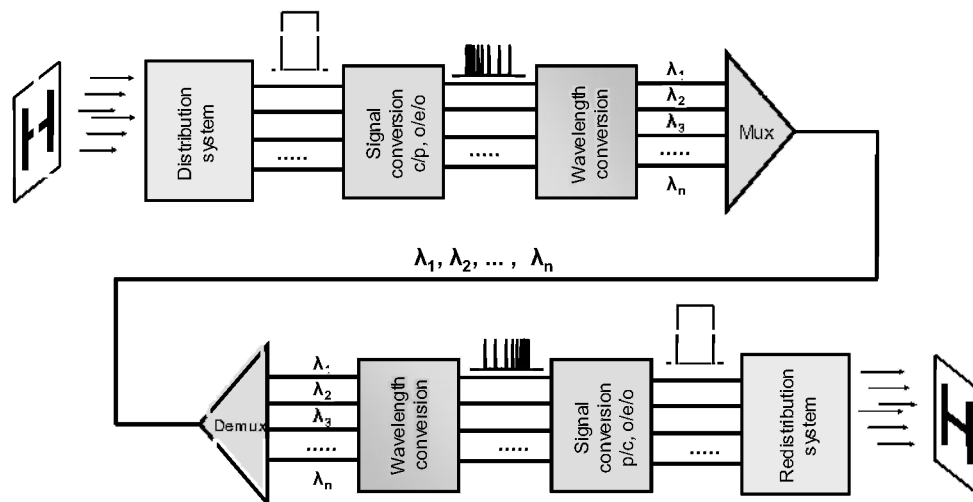 H
Distribution
system
.....
Signal
conversion
c/p, o/e/o
.....
Wavelength
conversion
λ1
λ2
λ3
.....
λn
Mux
λ1, λ2, ... , λn
Demux
λ1
λ2
λ3
.....
λn
Wavelength
conversion
.....
Signal
conversion
p/c, o/e/o
.....
Redistribution
system
H